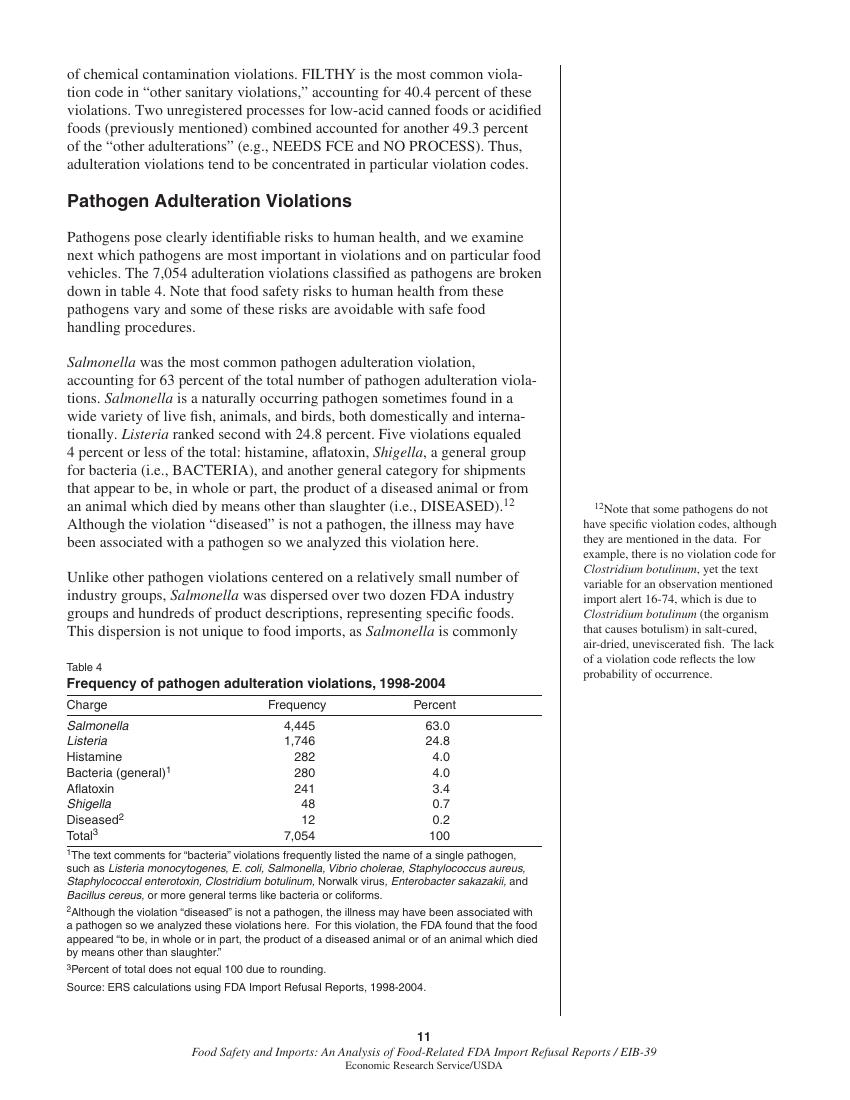 of chemical contamination violations. FILTHY is the most common viola-
tion code in “other sanitary violations,” accounting for 40.4 percent of these
violations. Two unregistered processes for low-acid canned foods or acidified
foods (previously mentioned) combined accounted for another 49.3 percent
of the “other adulterations” (e.g., NEEDS FCE and NO PROCESS). Thus,
adulteration violations tend to be concentrated in particular violation codes.
Pathogen Adulteration Violations
Pathogens pose clearly identifiable risks to human health, and we examine
next which pathogens are most important in violations and on particular food
vehicles. The 7,054 adulteration violations classified as pathogens are broken
down in table 4. Note that food safety risks to human health from these
pathogens vary and some of these risks are avoidable with safe food
handling procedures.
Salmonella was the most common pathogen adulteration violation,
accounting for 63 percent of the total number of pathogen adulteration viola-
tions. Salmonella is a naturally occurring pathogen sometimes found in a
wide variety of live fish, animals, and birds, both domestically and interna-
tionally. Listeria ranked second with 24.8 percent. Five violations equaled
4 percent or less of the total: histamine, aflatoxin, Shigella, a general group
for bacteria (i.e., BACTERIA), and another general category for shipments
that appear to be, in whole or part, the product of a diseased animal or from
an animal which died by means other than slaughter (i.e., DISEASED).12
Although the violation “diseased” is not a pathogen, the illness may have
been associated with a pathogen so we analyzed this violation here.
Unlike other pathogen violations centered on a relatively small number of
industry groups, Salmonella was dispersed over two dozen FDA industry
groups and hundreds of product descriptions, representing specific foods.
This dispersion is not unique to food imports, as Salmonella is commonly
12Note that some pathogens do not
have specific violation codes, although
they are mentioned in the data. For
example, there is no violation code for
Clostridium botulinum, yet the text
variable for an observation mentioned
import alert 16-74, which is due to
Clostridium botulinum (the organism
that causes botulism) in salt-cured,
air-dried, uneviscerated fish. The lack
of a violation code reflects the low
probability of occurrence.
Table 4
Frequency of pathogen adulteration violations, 1998-2004
Charge Frequency Percent
Salmonella 4,445 63.0
Listeria 1,746 24.8
Histamine 282 4.0
Bacteria (general)1 280 4.0
Aflatoxin 241 3.4
Shigella 48 0.7
Diseased2 12 0.2
Total3 7,054 100
1The text comments for “bacteria” violations frequently listed the name of a single pathogen,
such as Listeria monocytogenes, E. coli, Salmonella, Vibrio cholerae, Staphylococcus aureus,
Staphylococcal enterotoxin, Clostridium botulinum, Norwalk virus, Enterobacter sakazakii, and
Bacillus cereus, or more general terms like bacteria or coliforms.
2Although the violation “diseased” is not a pathogen, the illness may have been associated with
a pathogen so we analyzed these violations here. For this violation, the FDA found that the food
appeared “to be, in whole or in part, the product of a diseased animal or of an animal which died
by means other than slaughter.”
3Percent of total does not equal 100 due to rounding.
Source: ERS calculations using FDA Import Refusal Reports, 1998-2004.
11
Food Safety and Imports: An Analysis of Food-Related FDA Import Refusal Reports / EIB-39
Economic Research Service/USDA